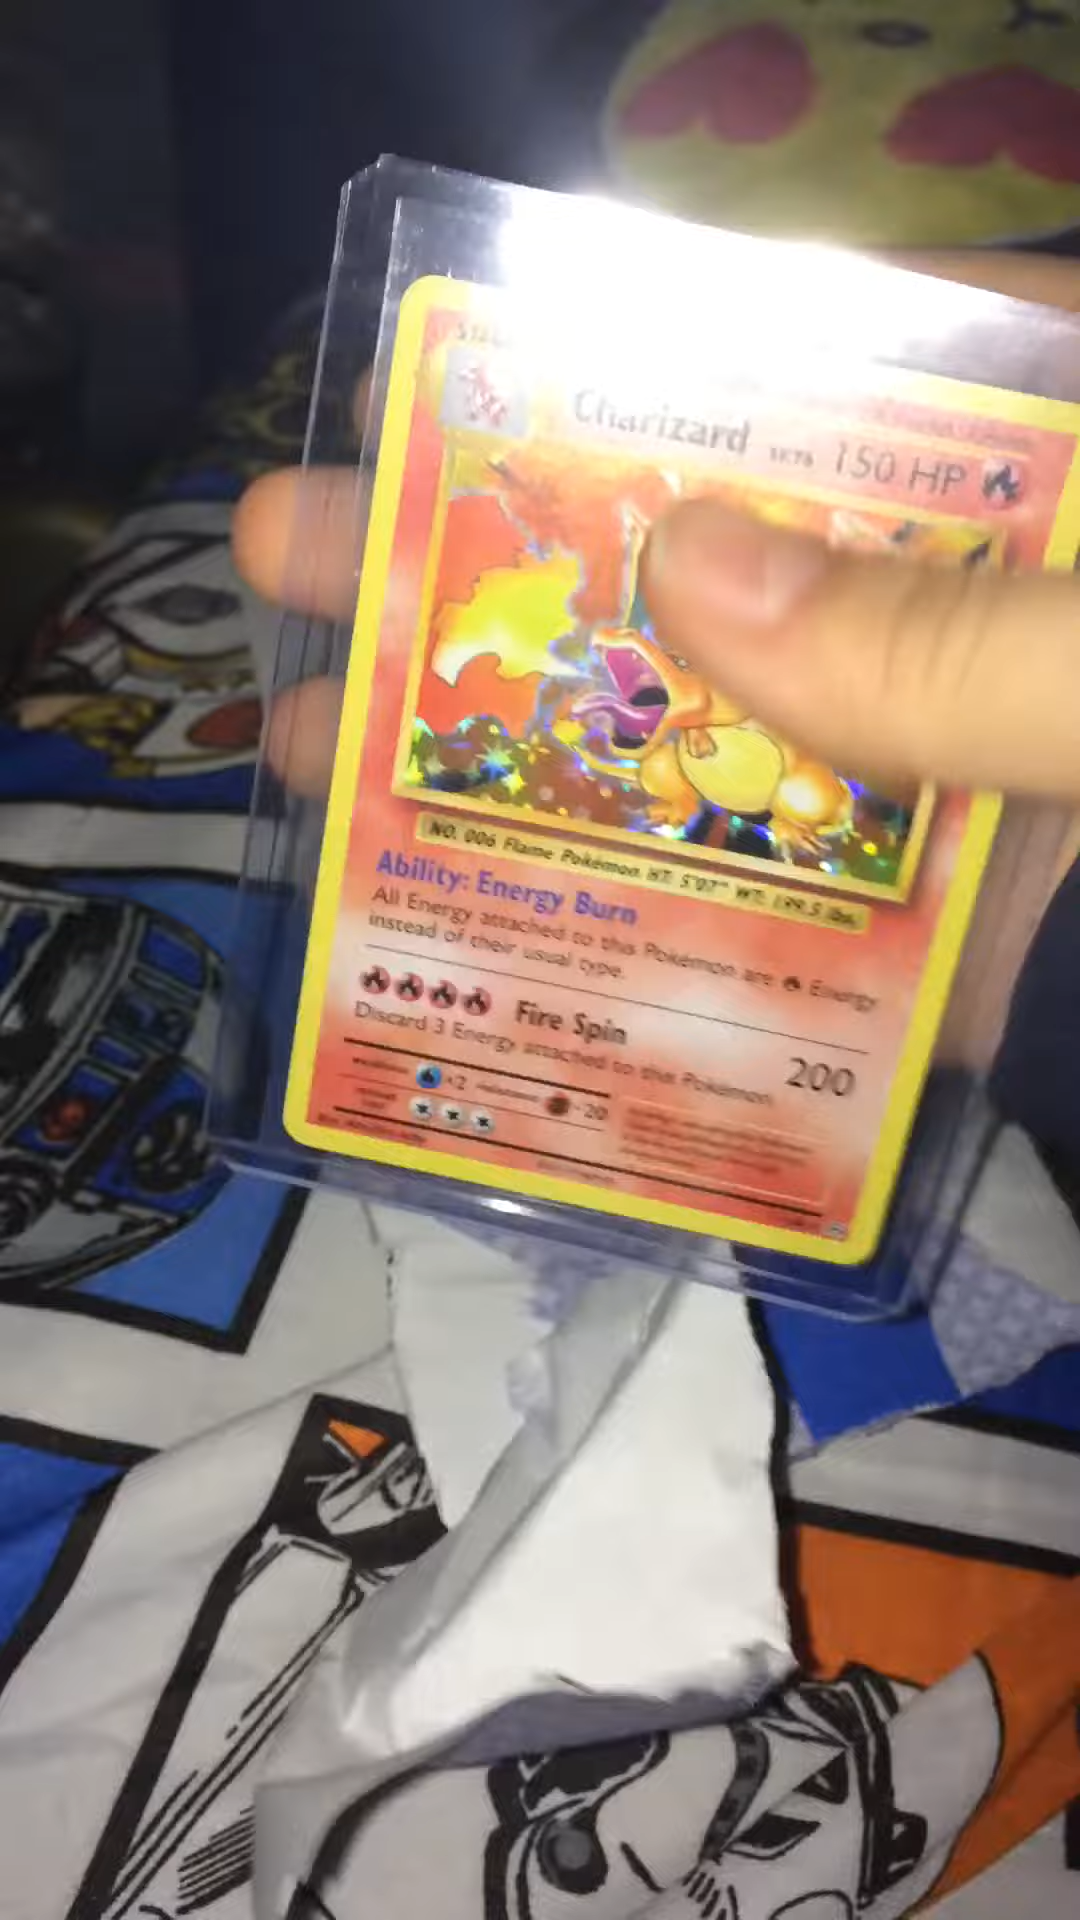 Charizard 150 HP
NO. 006 Flame Pokémon HT: 5'07" WT: 199.5 lbs.
Ability: Energy Burn
All Energy attached to this Pokémon are Energy
instead of their usual type.
Fire Spin 200
Discard 3 Energy attached to this Pokémon.
×2 -20